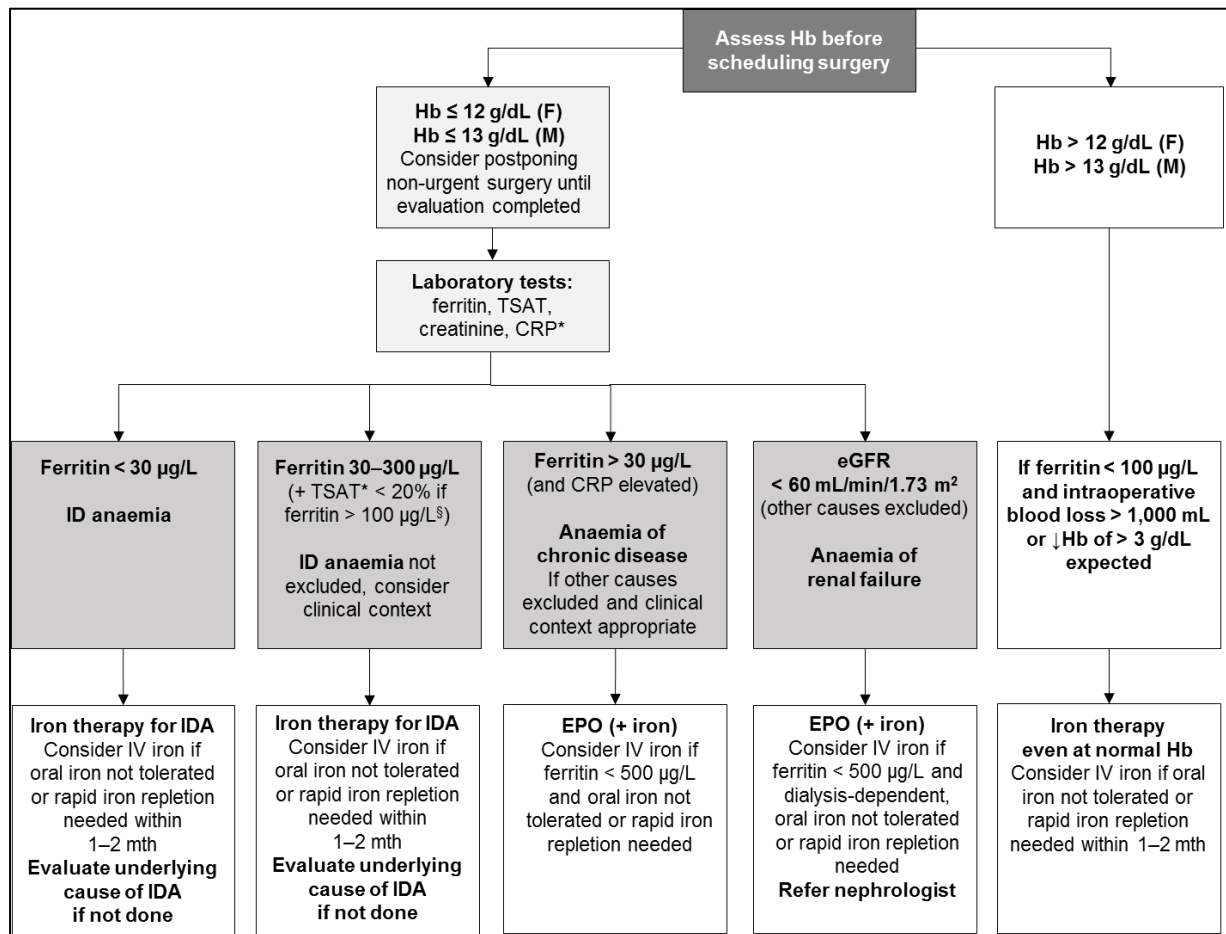 Assess Hb before
scheduling surgery
Hb ≤ 12 g/dL (F)
Hb ≤ 13 g/dL (M)
Consider postponing
non-urgent surgery until
evaluation completed
Hb > 12 g/dL (F)
Hb > 13 g/dL (M)
Laboratory tests:
ferritin, TSAT,
creatinine, CRP*
Ferritin < 30 µg/L
ID anaemia
Ferritin 30–300 µg/L
(+ TSAT* < 20% if
ferritin > 100 µg/L§)
ID anaemia not
excluded, consider
clinical context
Ferritin > 30 µg/L
(and CRP elevated)
Anaemia of
chronic disease
If other causes
excluded and clinical
context appropriate
eGFR
< 60 mL/min/1.73 m²
(other causes excluded)
Anaemia of
renal failure
If ferritin < 100 µg/L
and intraoperative
blood loss > 1,000 mL
or ↓Hb of > 3 g/dL
expected
Iron therapy for IDA
Consider IV iron if
oral iron not tolerated
or rapid iron repletion
needed within
1–2 mth
Evaluate underlying
cause of IDA
if not done
Iron therapy for IDA
Consider IV iron if
oral iron not tolerated
or rapid iron repletion
needed within
1–2 mth
Evaluate underlying
cause of IDA
if not done
EPO (+ iron)
Consider IV iron if
ferritin < 500 µg/L
and oral iron not
tolerated or rapid iron
repletion needed
EPO (+ iron)
Consider IV iron if
ferritin < 500 µg/L and
dialysis-dependent,
oral iron not tolerated
or rapid iron repletion
needed
Refer nephrologist
Iron therapy
even at normal Hb
Consider IV iron if oral
iron not tolerated or
rapid iron repletion
needed within 1–2 mth